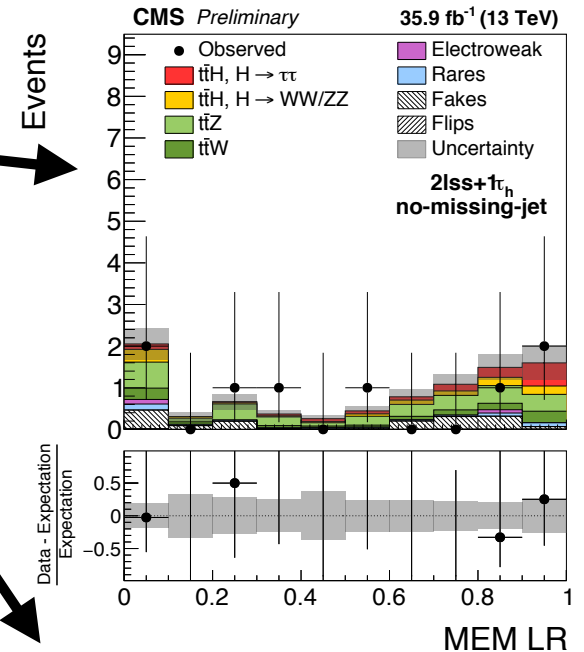 CMS Preliminary 35.9 fb⁻¹ (13 TeV)
Events
9
8
7
6
5
4
3
2
1
0
Observed
tt̄H, H → ττ
tt̄H, H → WW/ZZ
tt̄Z
tt̄W
Electroweak
Rares
Fakes
Flips
Uncertainty
2lss+1τₕ
no-missing-jet
Data - Expectation
Expectation
0.5
0
−0.5
0 0.2 0.4 0.6 0.8 1
MEM LR